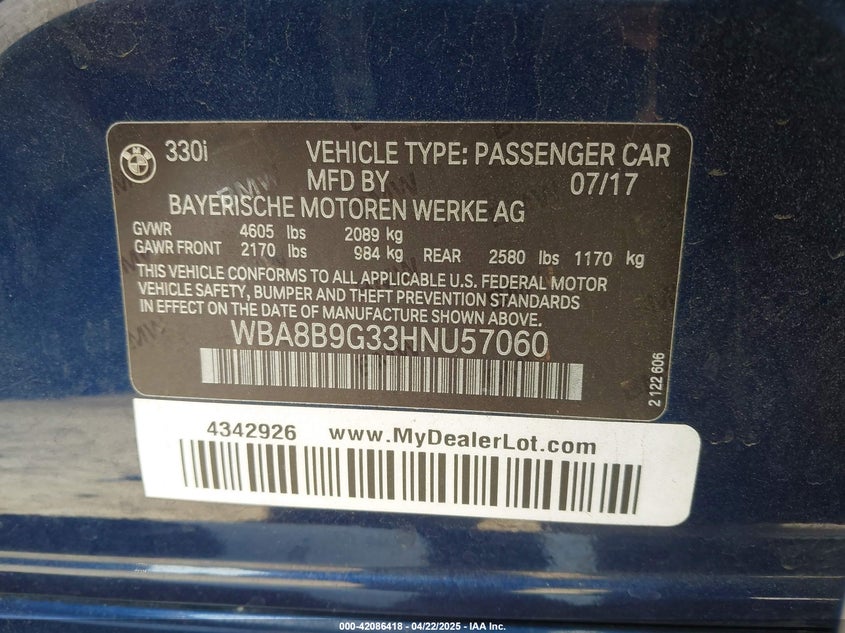 330i VEHICLE TYPE: PASSENGER CAR
MFD BY 07/17
BAYERISCHE MOTOREN WERKE AG
GVWR 4605 lbs 2089 kg
GAWR FRONT 2170 lbs 984 kg REAR 2580 lbs 1170 kg
THIS VEHICLE CONFORMS TO ALL APPLICABLE U.S. FEDERAL MOTOR
VEHICLE SAFETY, BUMPER AND THEFT PREVENTION STANDARDS
IN EFFECT ON THE DATE OF MANUFACTURE SHOWN ABOVE.
WBA8B9G33HNU57060
2 122 606
4342926 www.MyDealerLot.com
000-42086418 - 04/22/2025 - IAA Inc.